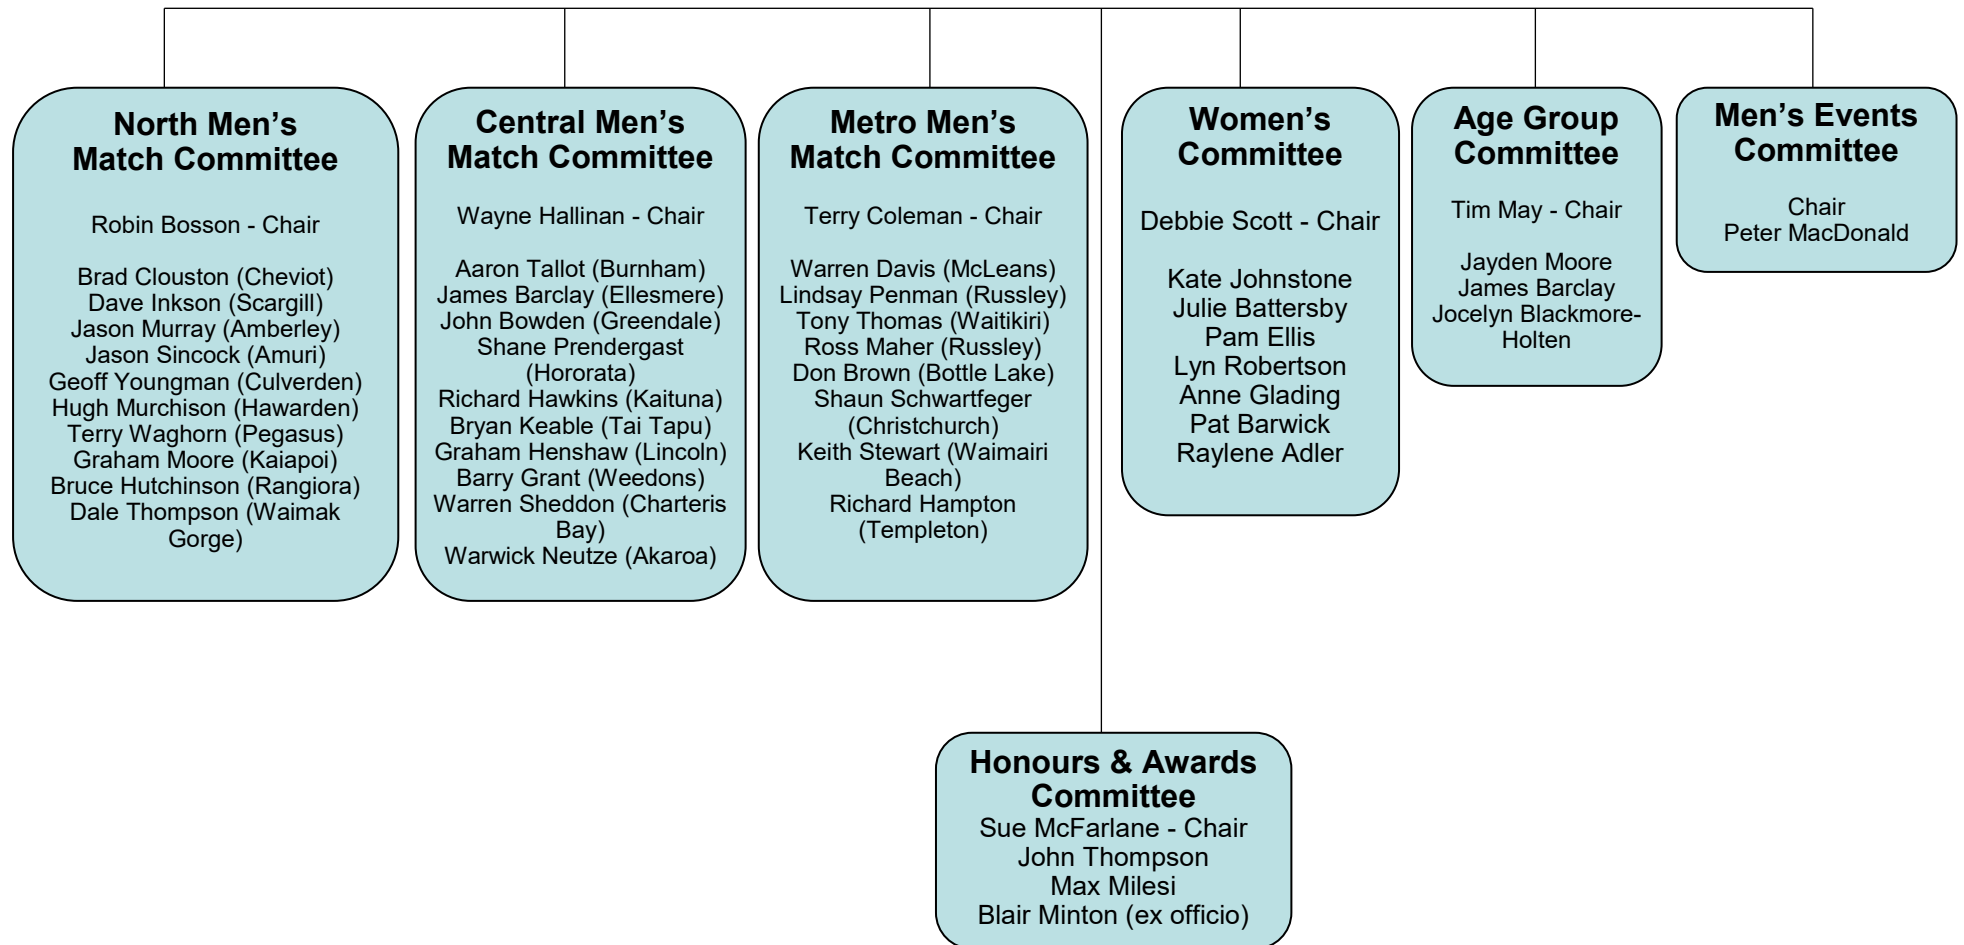 North Men’s
Match Committee
Robin Bosson - Chair
Brad Clouston (Cheviot)
Dave Inkson (Scargill)
Jason Murray (Amberley)
Jason Sincock (Amuri)
Geoff Youngman (Culverden)
Hugh Murchison (Hawarden)
Terry Waghorn (Pegasus)
Graham Moore (Kaiapoi)
Bruce Hutchinson (Rangiora)
Dale Thompson (Waimak
Gorge)
Central Men’s
Match Committee
Wayne Hallinan - Chair
Aaron Tallot (Burnham)
James Barclay (Ellesmere)
John Bowden (Greendale)
Shane Prendergast
(Hororata)
Richard Hawkins (Kaituna)
Bryan Keable (Tai Tapu)
Graham Henshaw (Lincoln)
Barry Grant (Weedons)
Warren Sheddon (Charteris
Bay)
Warwick Neutze (Akaroa)
Metro Men’s
Match Committee
Terry Coleman - Chair
Warren Davis (McLeans)
Lindsay Penman (Russley)
Tony Thomas (Waitikiri)
Ross Maher (Russley)
Don Brown (Bottle Lake)
Shaun Schwartfeger
(Christchurch)
Keith Stewart (Waimairi
Beach)
Richard Hampton
(Templeton)
Women’s
Committee
Debbie Scott - Chair
Kate Johnstone
Julie Battersby
Pam Ellis
Lyn Robertson
Anne Glading
Pat Barwick
Raylene Adler
Age Group
Committee
Tim May - Chair
Jayden Moore
James Barclay
Jocelyn Blackmore-
Holten
Men’s Events
Committee
Chair
Peter MacDonald
Honours & Awards
Committee
Sue McFarlane - Chair
John Thompson
Max Milesi
Blair Minton (ex officio)